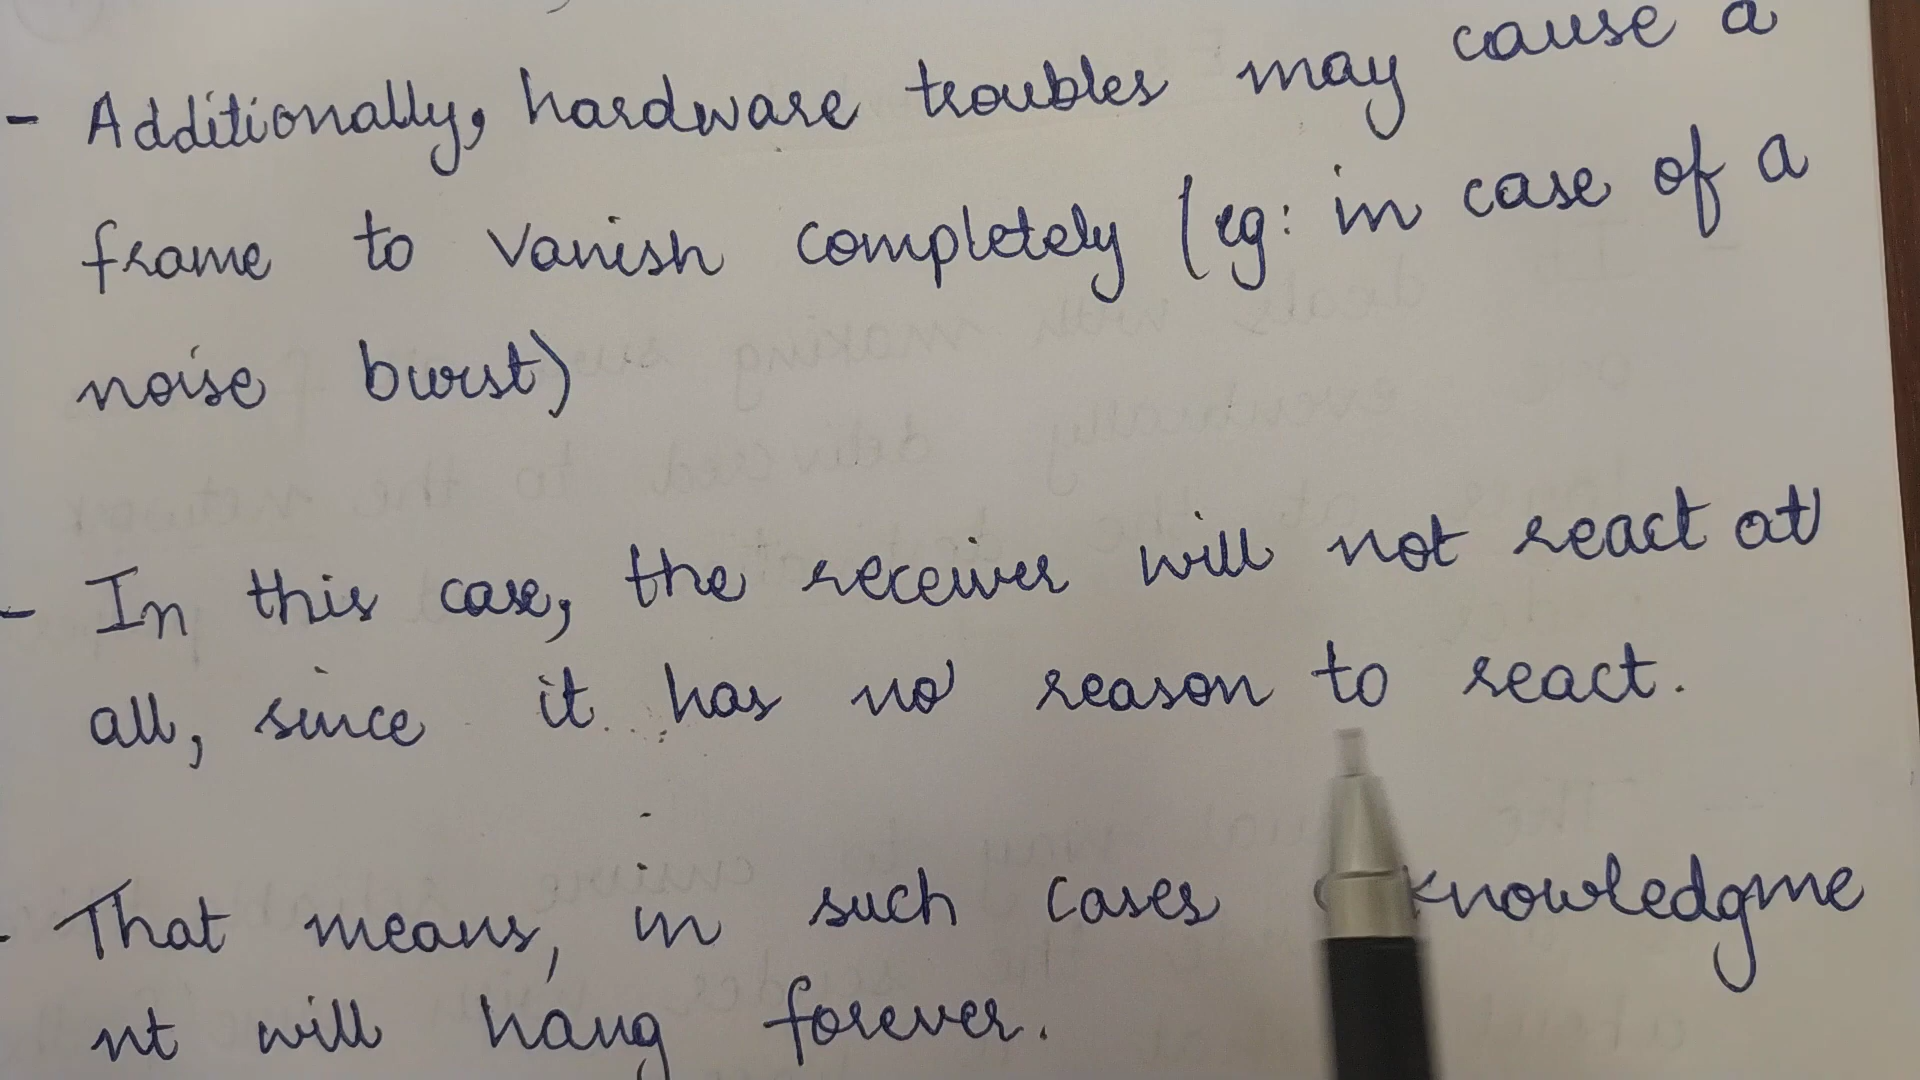 - Additionally, hardware troubles may cause a
frame to vanish completely (eg: in case of a
noise burst)
- In this case, the receiver will not react at
all, since it has no reason to react.
- That means, in such cases acknowledgme
nt will hang forever.